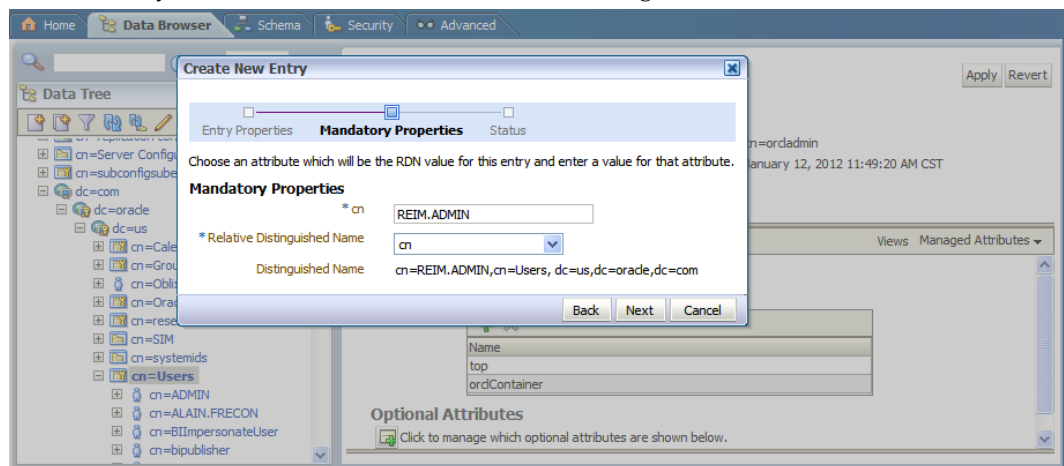 Home Data Browser Schema Security Advanced
Apply Revert
Data Tree
cn=Server Configu
cn=subconfigsube
dc=com
dc=oracle
dc=us
cn=Cale
cn=Grou
cn=Oblix
cn=Orac
cn=rese
cn=SIM
cn=systemids
cn=Users
cn=ADMIN
cn=ALAIN.FRECON
cn=BIImpersonateUser
cn=bipublisher
Create New Entry
Entry Properties Mandatory Properties Status
Choose an attribute which will be the RDN value for this entry and enter a value for that attribute.
Mandatory Properties
* cn REIM.ADMIN
* Relative Distinguished Name cn
Distinguished Name cn=REIM.ADMIN,cn=Users, dc=us,dc=oracle,dc=com
Back Next Cancel
n=orcladmin
anuary 12, 2012 11:49:20 AM CST
Views Managed Attributes
Name
top
orclContainer
Optional Attributes
Click to manage which optional attributes are shown below.